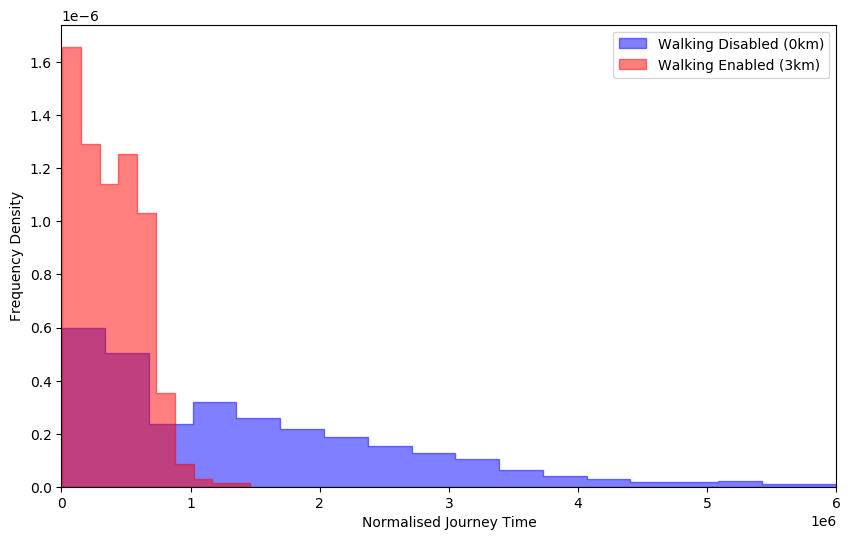 1e−6
Walking Disabled (0km)
Walking Enabled (3km)
1.6
1.4
1.2
1.0
0.8
0.6
0.4
0.2
0.0
Frequency Density
0 1 2 3 4 5 6
Normalised Journey Time
1e6